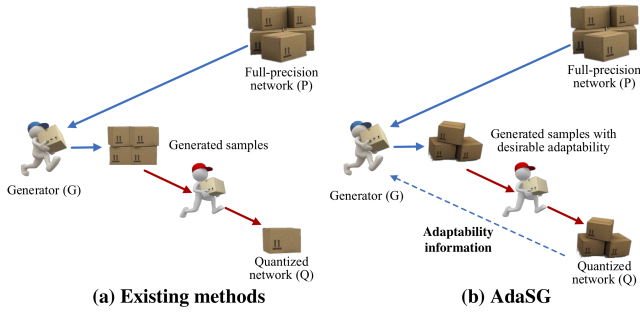 Full-precision
network (P)
Generated samples
Generator (G)
Quantized
network (Q)
(a) Existing methods
Full-precision
network (P)
Generated samples with
desirable adaptability
Generator (G)
Adaptability
information
Quantized
network (Q)
(b) AdaSG